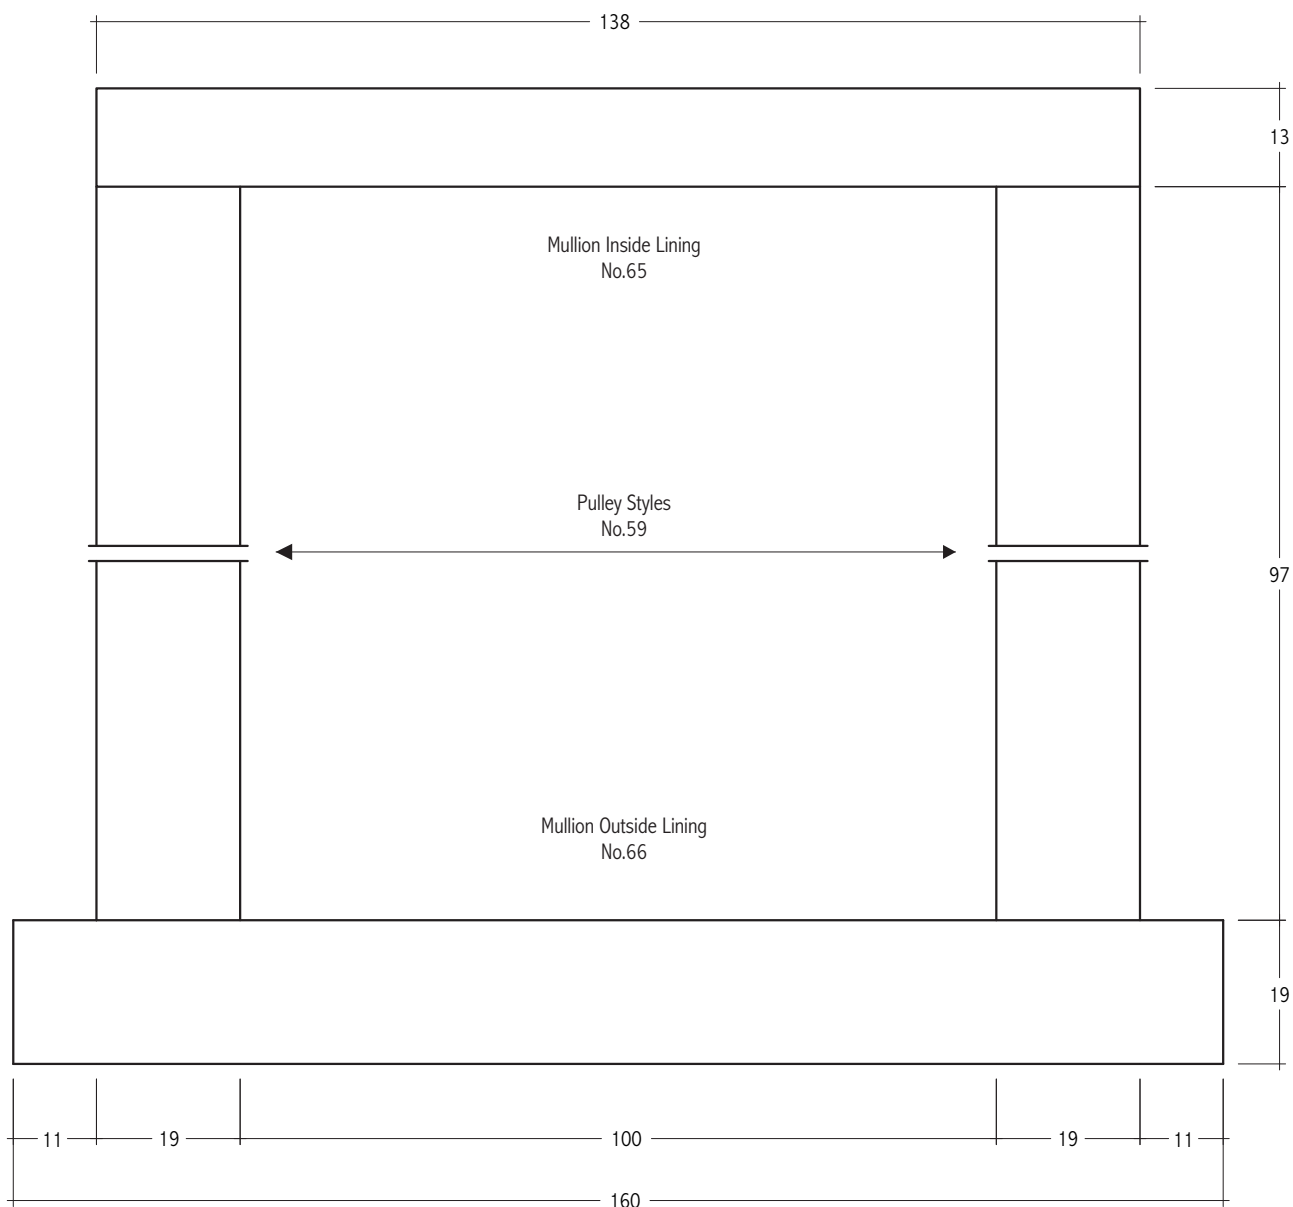 138
13
Mullion Inside Lining
No.65
Pulley Styles
No.59
97
Mullion Outside Lining
No.66
19
11 19 100 19 11
160